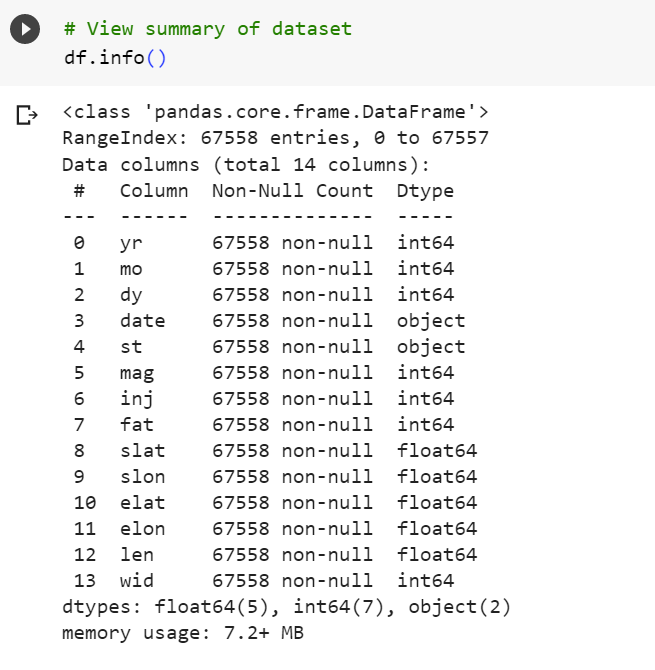 # View summary of dataset
df.info()
<class 'pandas.core.frame.DataFrame'>
RangeIndex: 67558 entries, 0 to 67557
Data columns (total 14 columns):
 #   Column  Non-Null Count  Dtype
---  ------  --------------  -----
 0   yr      67558 non-null  int64
 1   mo      67558 non-null  int64
 2   dy      67558 non-null  int64
 3   date    67558 non-null  object
 4   st      67558 non-null  object
 5   mag     67558 non-null  int64
 6   inj     67558 non-null  int64
 7   fat     67558 non-null  int64
 8   slat    67558 non-null  float64
 9   slon    67558 non-null  float64
 10  elat    67558 non-null  float64
 11  elon    67558 non-null  float64
 12  len     67558 non-null  float64
 13  wid     67558 non-null  int64
dtypes: float64(5), int64(7), object(2)
memory usage: 7.2+ MB